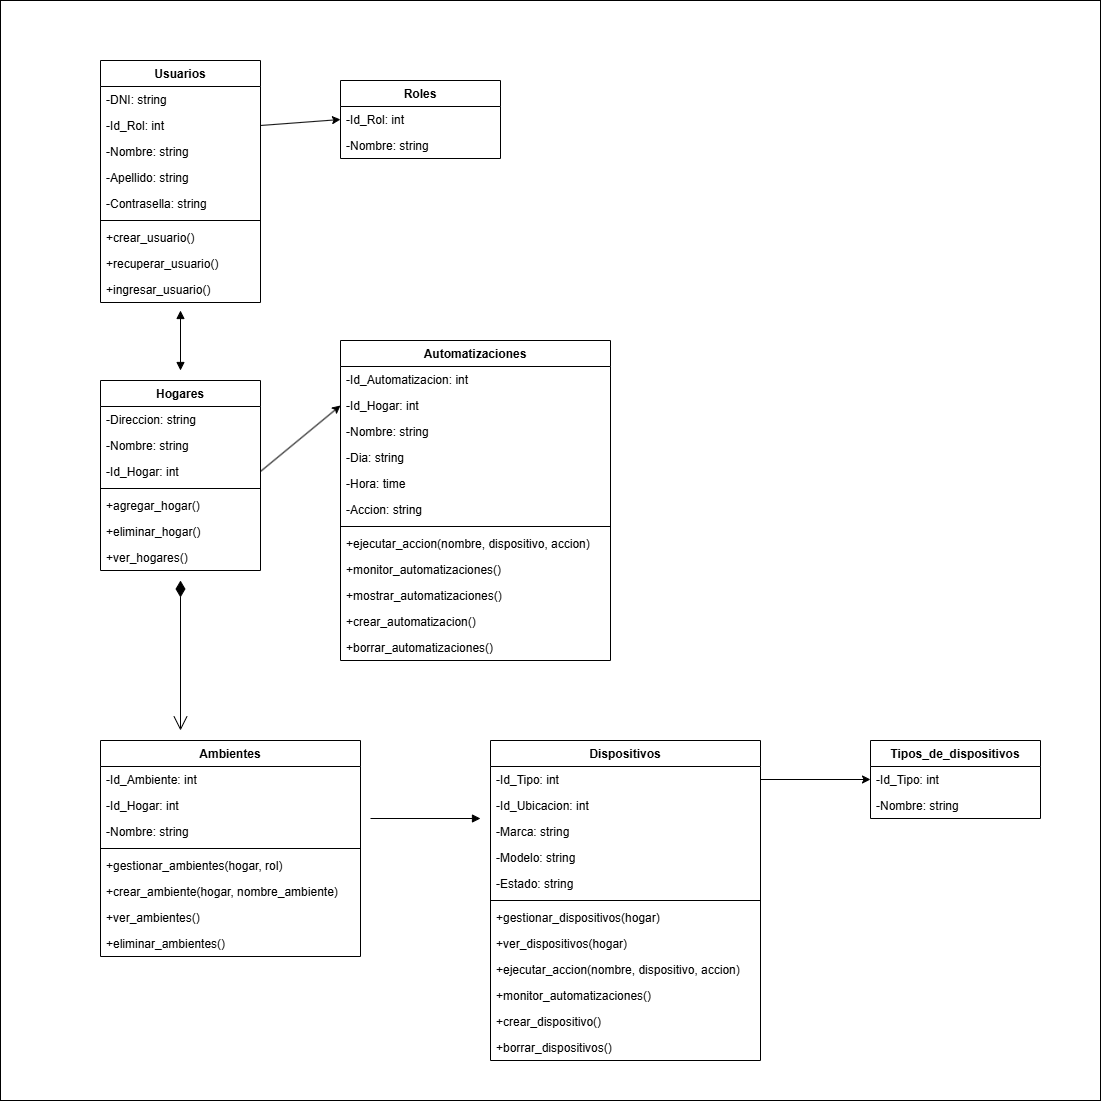 Usuarios
-DNI: string
-Id_Rol: int
-Nombre: string
-Apellido: string
-Contrasella: string
+crear_usuario()
+recuperar_usuario()
+ingresar_usuario()
Roles
-Id_Rol: int
-Nombre: string
Hogares
-Direccion: string
-Nombre: string
-Id_Hogar: int
+agregar_hogar()
+eliminar_hogar()
+ver_hogares()
Automatizaciones
-Id_Automatizacion: int
-Id_Hogar: int
-Nombre: string
-Dia: string
-Hora: time
-Accion: string
+ejecutar_accion(nombre, dispositivo, accion)
+monitor_automatizaciones()
+mostrar_automatizaciones()
+crear_automatizacion()
+borrar_automatizaciones()
Ambientes
-Id_Ambiente: int
-Id_Hogar: int
-Nombre: string
+gestionar_ambientes(hogar, rol)
+crear_ambiente(hogar, nombre_ambiente)
+ver_ambientes()
+eliminar_ambientes()
Dispositivos
-Id_Tipo: int
-Id_Ubicacion: int
-Marca: string
-Modelo: string
-Estado: string
+gestionar_dispositivos(hogar)
+ver_dispositivos(hogar)
+ejecutar_accion(nombre, dispositivo, accion)
+monitor_automatizaciones()
+crear_dispositivo()
+borrar_dispositivos()
Tipos_de_dispositivos
-Id_Tipo: int
-Nombre: string